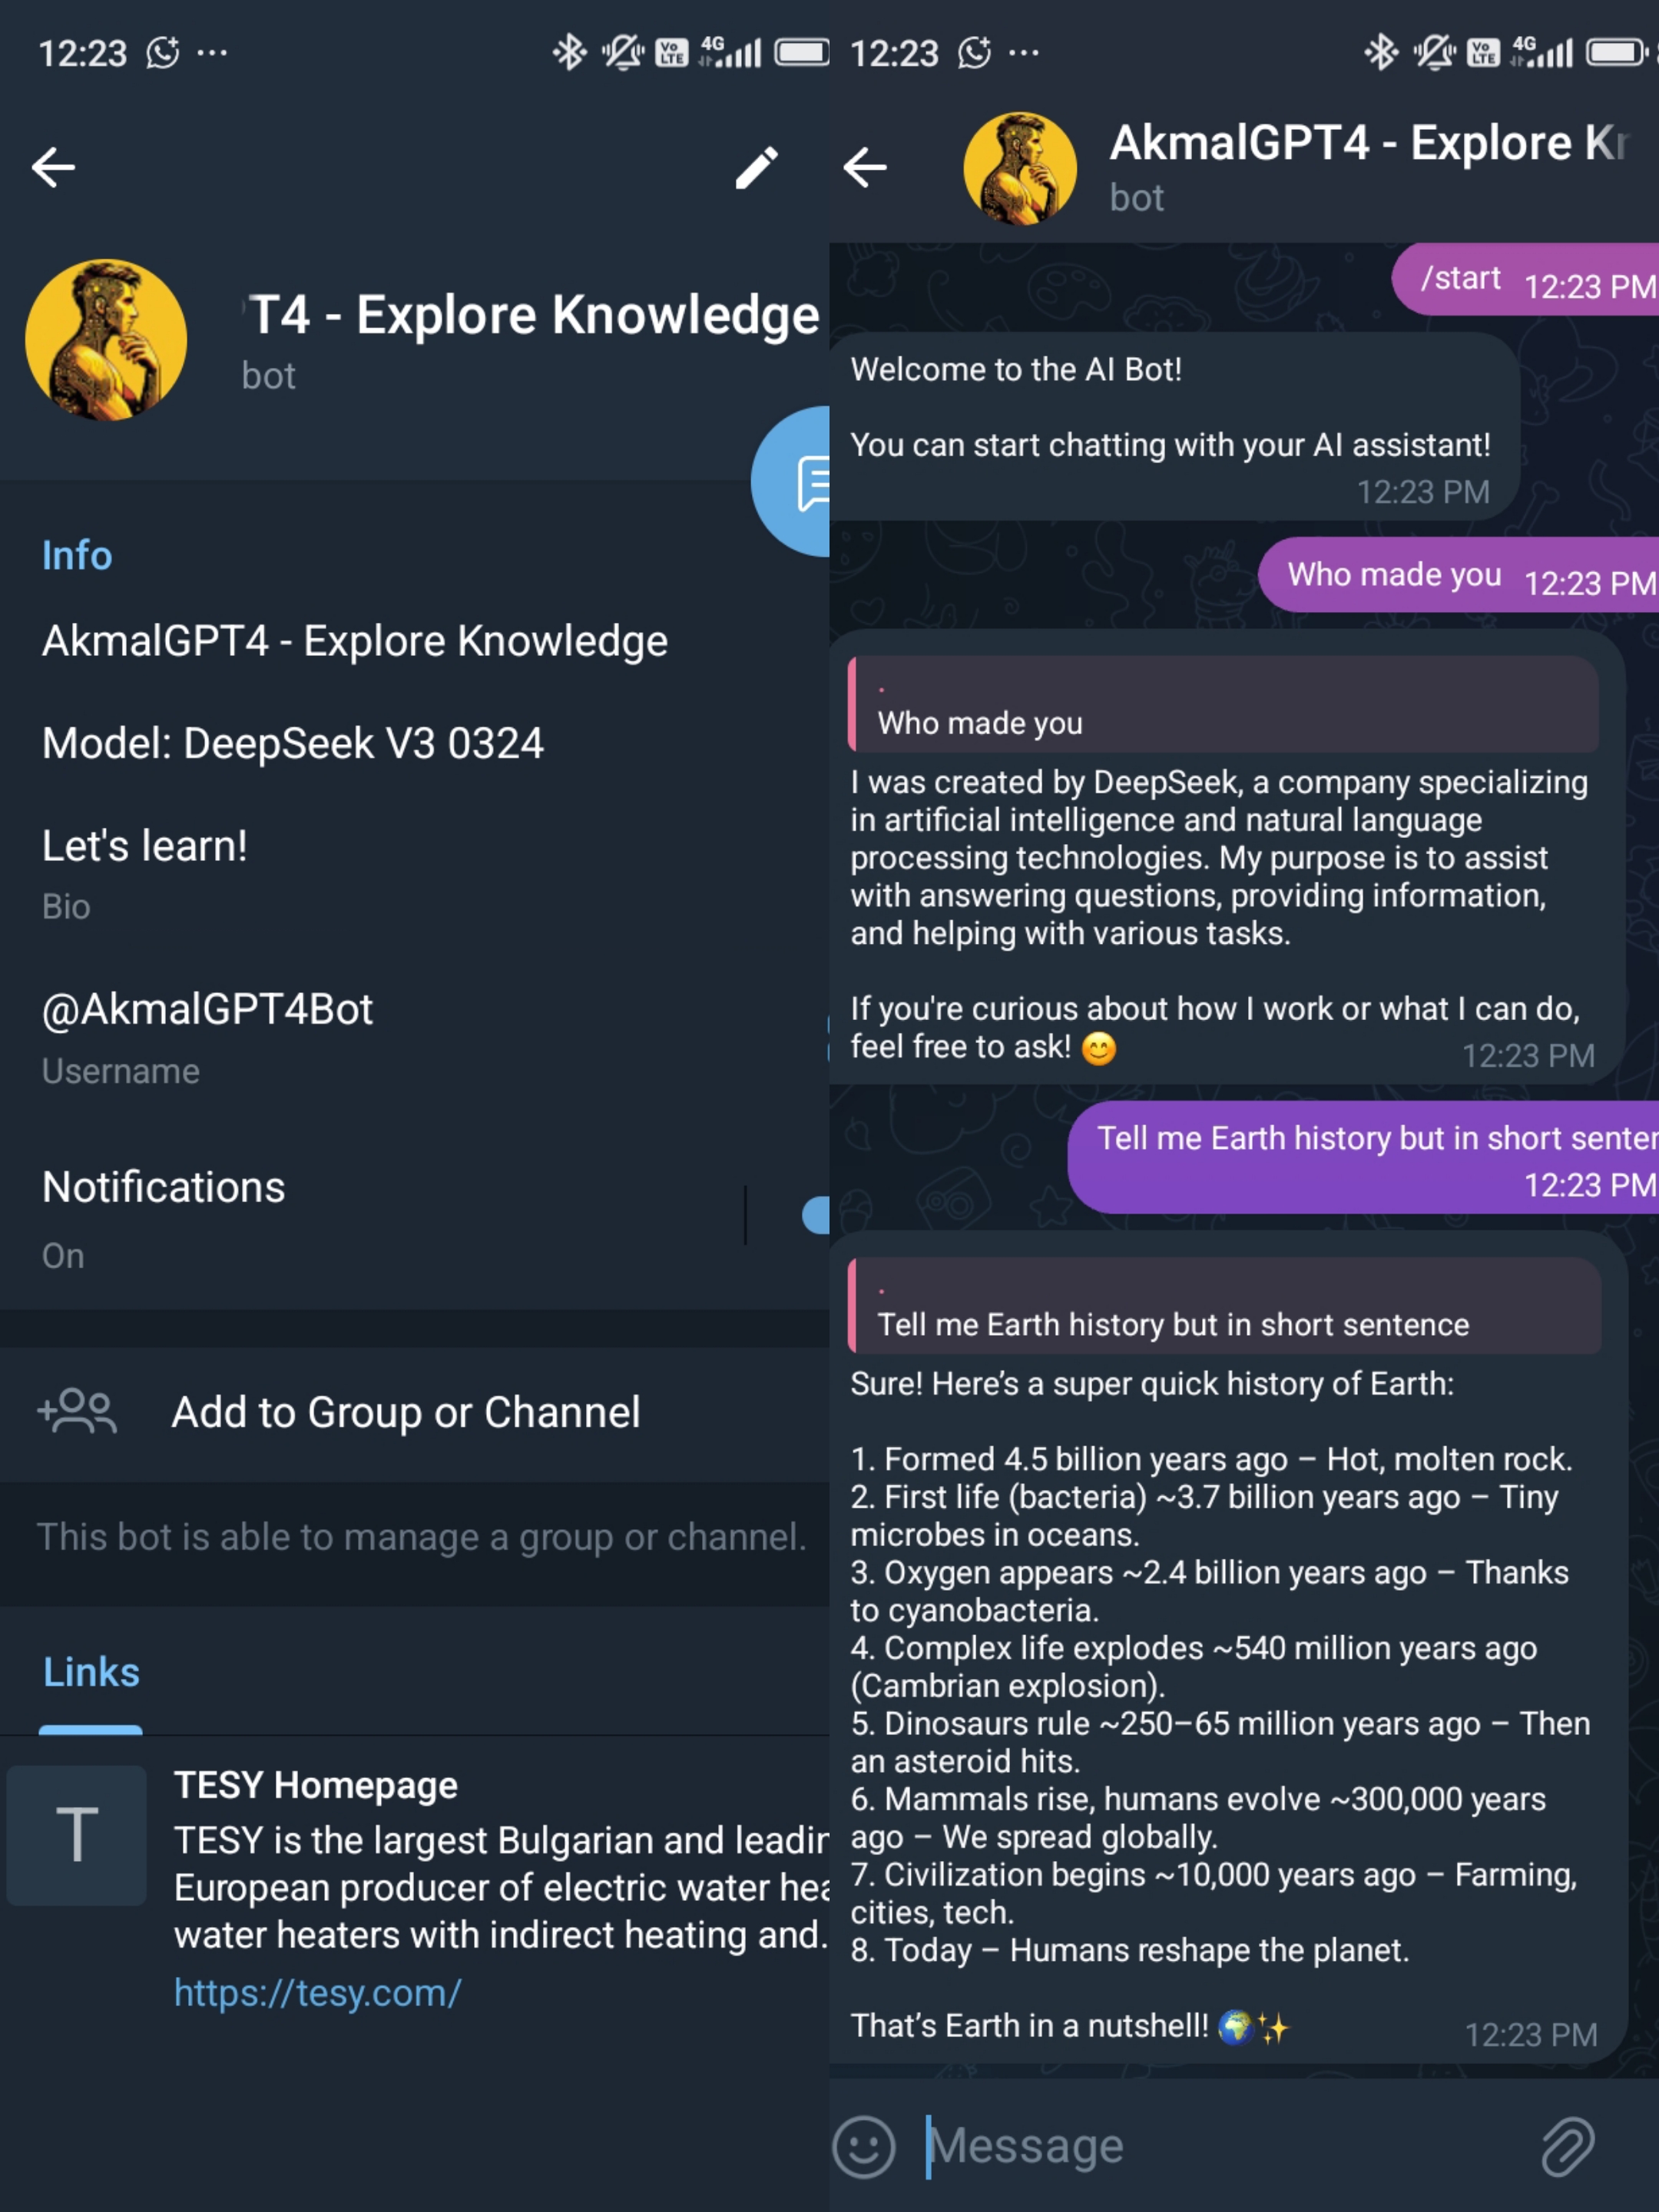 12:23
Vo LTE 4G
T4 - Explore Knowledge
bot
Info
AkmalGPT4 - Explore Knowledge
Model: DeepSeek V3 0324
Let's learn!
Bio
@AkmalGPT4Bot
Username
Notifications
On
Add to Group or Channel
This bot is able to manage a group or channel.
Links
T
TESY Homepage
TESY is the largest Bulgarian and leadin
European producer of electric water hea
water heaters with indirect heating and.
https://tesy.com/
12:23
Vo LTE 4G
AkmalGPT4 - Explore Kr
bot
/start 12:23 PM
Welcome to the AI Bot!
You can start chatting with your AI assistant!
12:23 PM
Who made you 12:23 PM
.
Who made you
I was created by DeepSeek, a company specializing
in artificial intelligence and natural language
processing technologies. My purpose is to assist
with answering questions, providing information,
and helping with various tasks.
If you're curious about how I work or what I can do,
feel free to ask! 😊 12:23 PM
Tell me Earth history but in short senten
12:23 PM
.
Tell me Earth history but in short sentence
Sure! Here’s a super quick history of Earth:
1. Formed 4.5 billion years ago – Hot, molten rock.
2. First life (bacteria) ~3.7 billion years ago – Tiny
microbes in oceans.
3. Oxygen appears ~2.4 billion years ago – Thanks
to cyanobacteria.
4. Complex life explodes ~540 million years ago
(Cambrian explosion).
5. Dinosaurs rule ~250–65 million years ago – Then
an asteroid hits.
6. Mammals rise, humans evolve ~300,000 years
ago – We spread globally.
7. Civilization begins ~10,000 years ago – Farming,
cities, tech.
8. Today – Humans reshape the planet.
That’s Earth in a nutshell! 🌍✨ 12:23 PM
Message